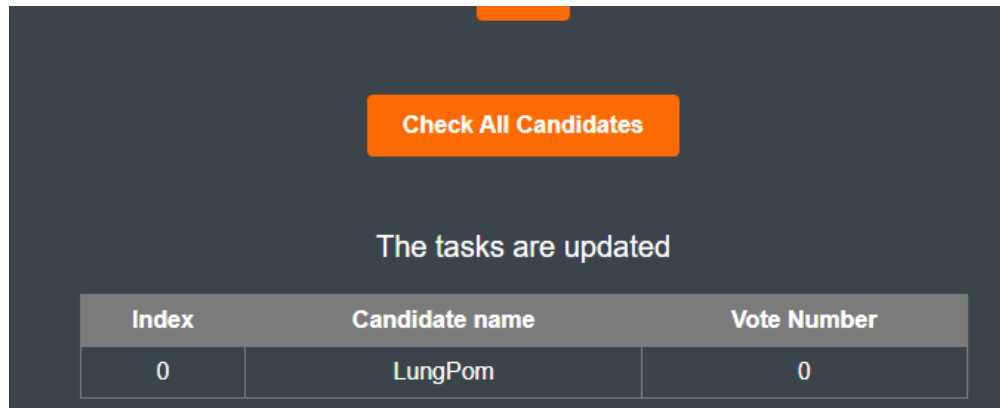 Check All Candidates
The tasks are updated
Index Candidate name Vote Number
0 LungPom 0